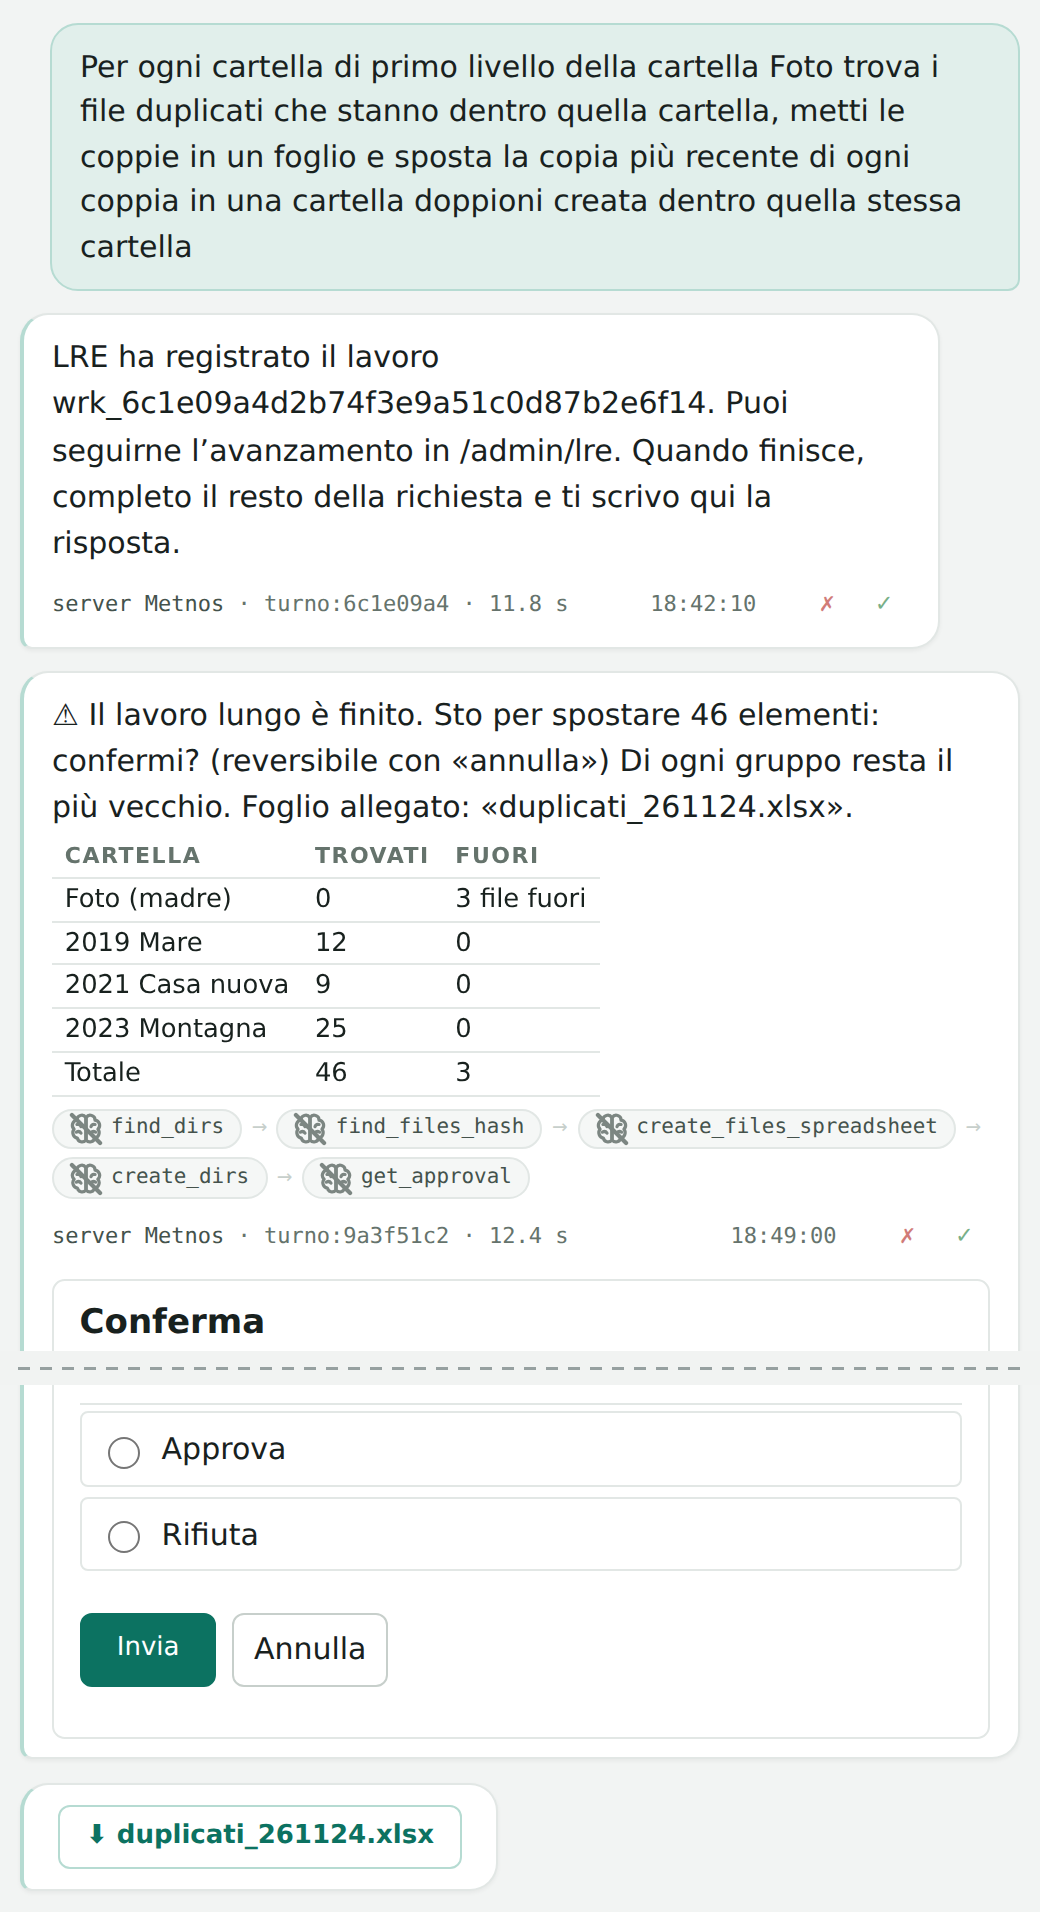 Per ogni cartella di primo livello della cartella Foto trova i
file duplicati che stanno dentro quella cartella, metti le
coppie in un foglio e sposta la copia più recente di ogni
coppia in una cartella doppioni creata dentro quella stessa
cartella
LRE ha registrato il lavoro
wrk_6c1e09a4d2b74f3e9a51c0d87b2e6f14. Puoi
seguirne l’avanzamento in /admin/lre. Quando finisce,
completo il resto della richiesta e ti scrivo qui la
risposta.
server Metnos · turno:6c1e09a4 · 11.8 s 18:42:10 ✗ ✓
⚠ Il lavoro lungo è finito. Sto per spostare 46 elementi:
confermi? (reversibile con «annulla») Di ogni gruppo resta il
più vecchio. Foglio allegato: «duplicati_261124.xlsx».
CARTELLA TROVATI FUORI
Foto (madre) 0 3 file fuori
2019 Mare 12 0
2021 Casa nuova 9 0
2023 Montagna 25 0
Totale 46 3
find_dirs → find_files_hash → create_files_spreadsheet →
create_dirs → get_approval
server Metnos · turno:9a3f51c2 · 12.4 s 18:49:00 ✗ ✓
Conferma
Approva
Rifiuta
Invia Annulla
⬇ duplicati_261124.xlsx